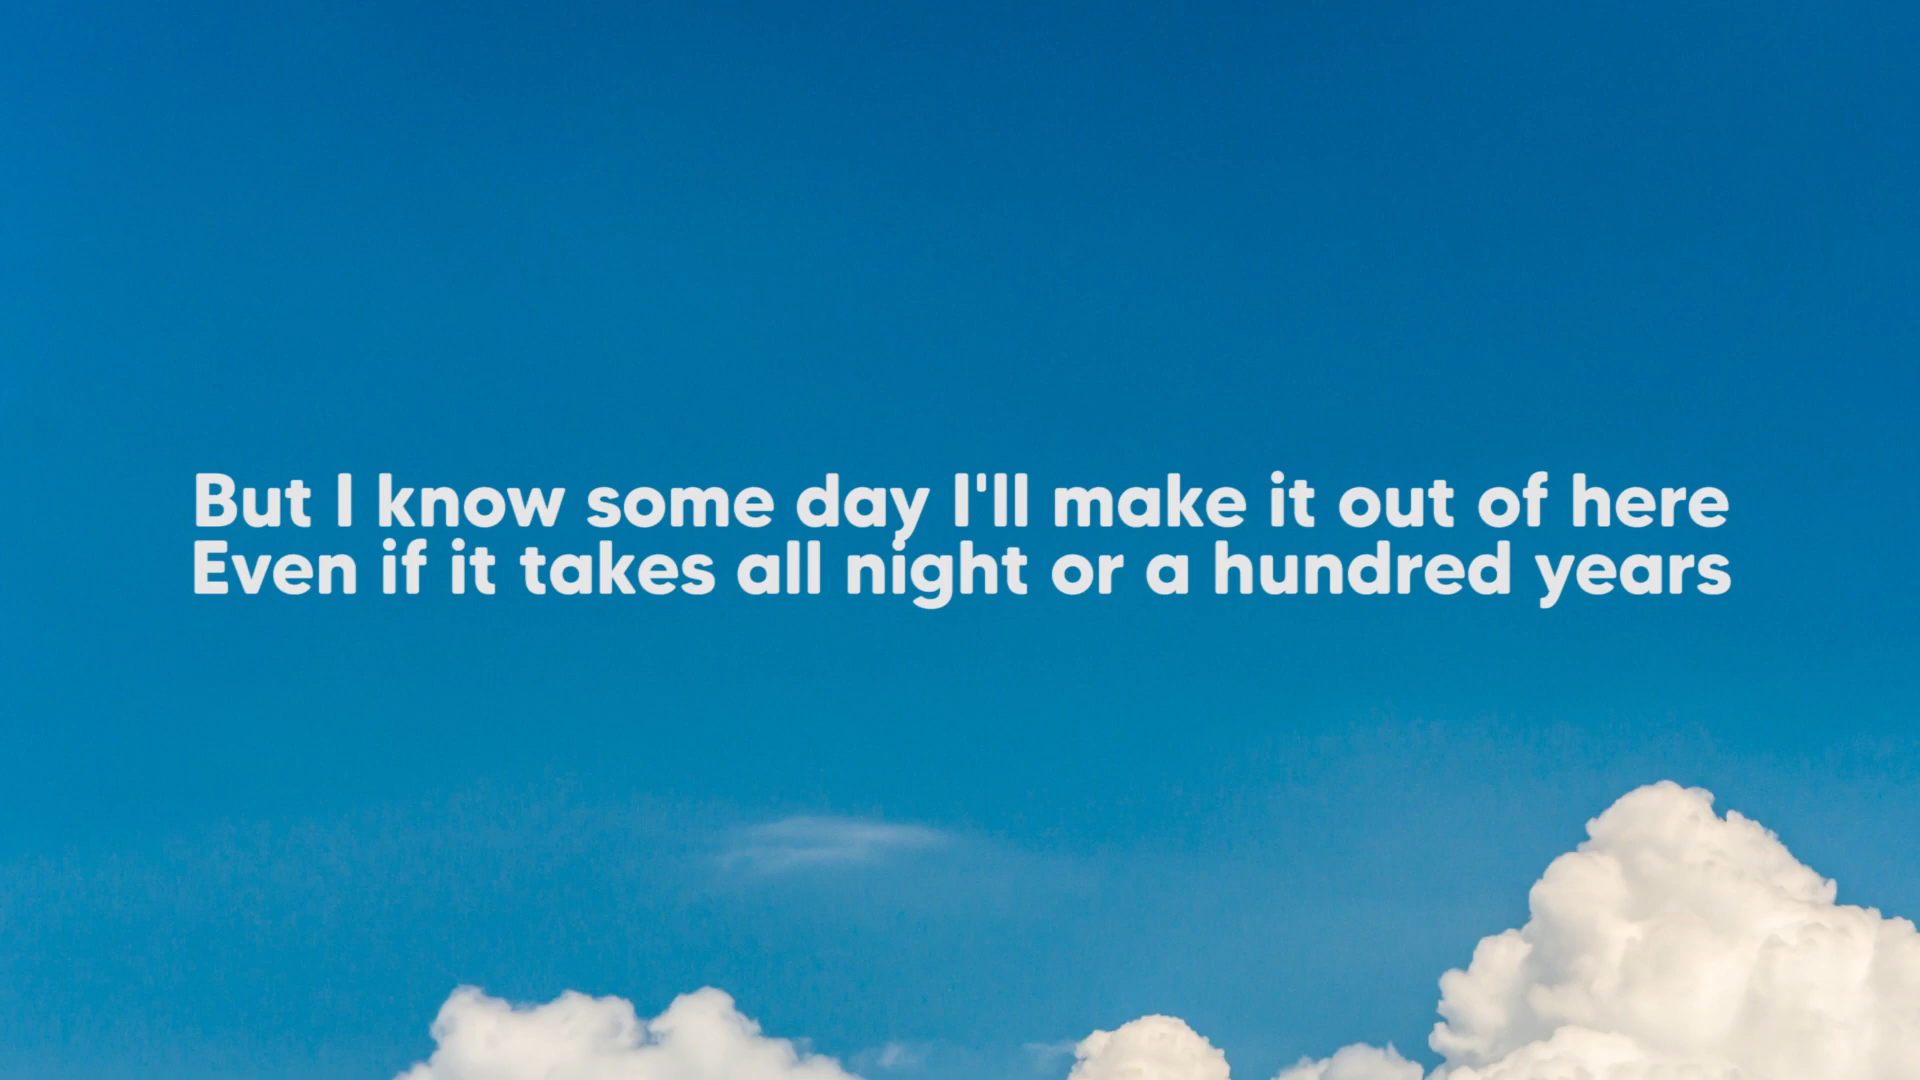 But I know some day I'll make it out of here
Even if it takes all night or a hundred years